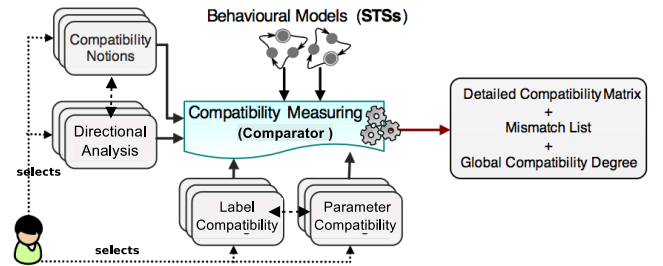 Behavioural Models (STSs)
Compatibility
Notions
Directional
Analysis
Compatibility Measuring
(Comparator )
Detailed Compatibility Matrix
+
Mismatch List
+
Global Compatibility Degree
selects
Label
Compatibility
Parameter
Compatibility
selects